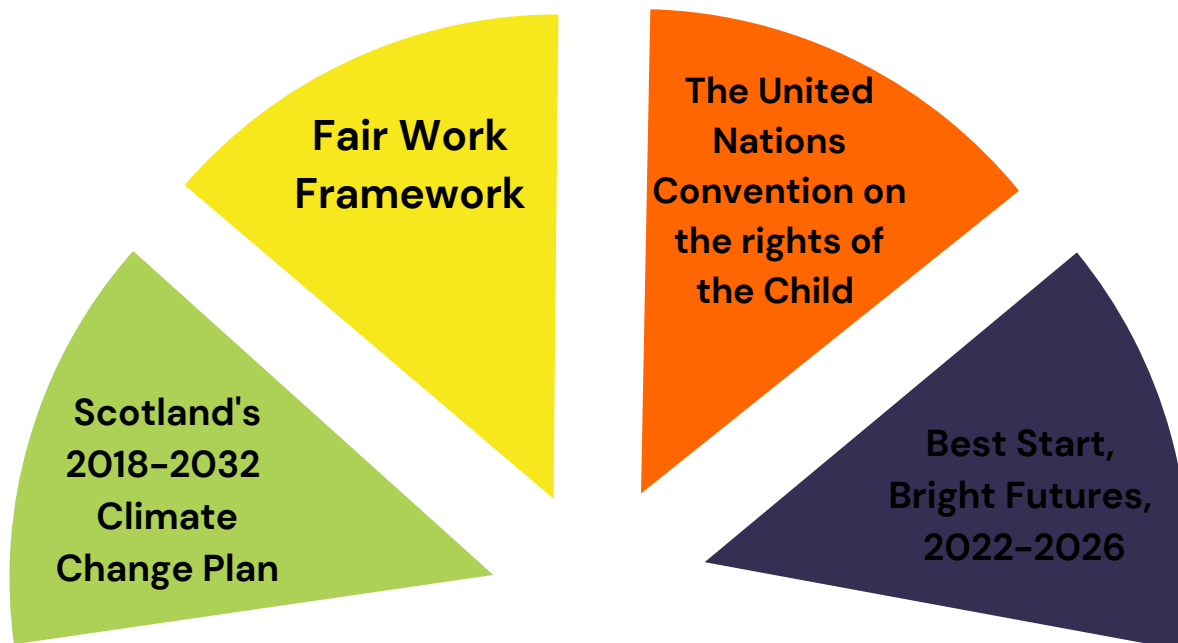 Fair Work
Framework
The United
Nations
Convention on
the rights of
the Child
Scotland's
2018-2032
Climate
Change Plan
Best Start,
Bright Futures,
2022-2026